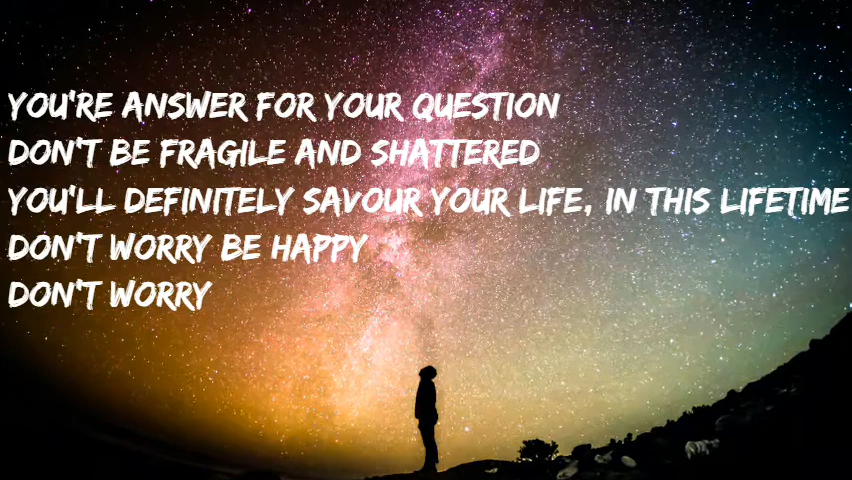 YOU'RE ANSWER FOR YOUR QUESTION
DON'T BE FRAGILE AND SHATTERED
YOU'LL DEFINITELY SAVOUR YOUR LIFE, IN THIS LIFETIME
DON'T WORRY BE HAPPY
DON'T WORRY